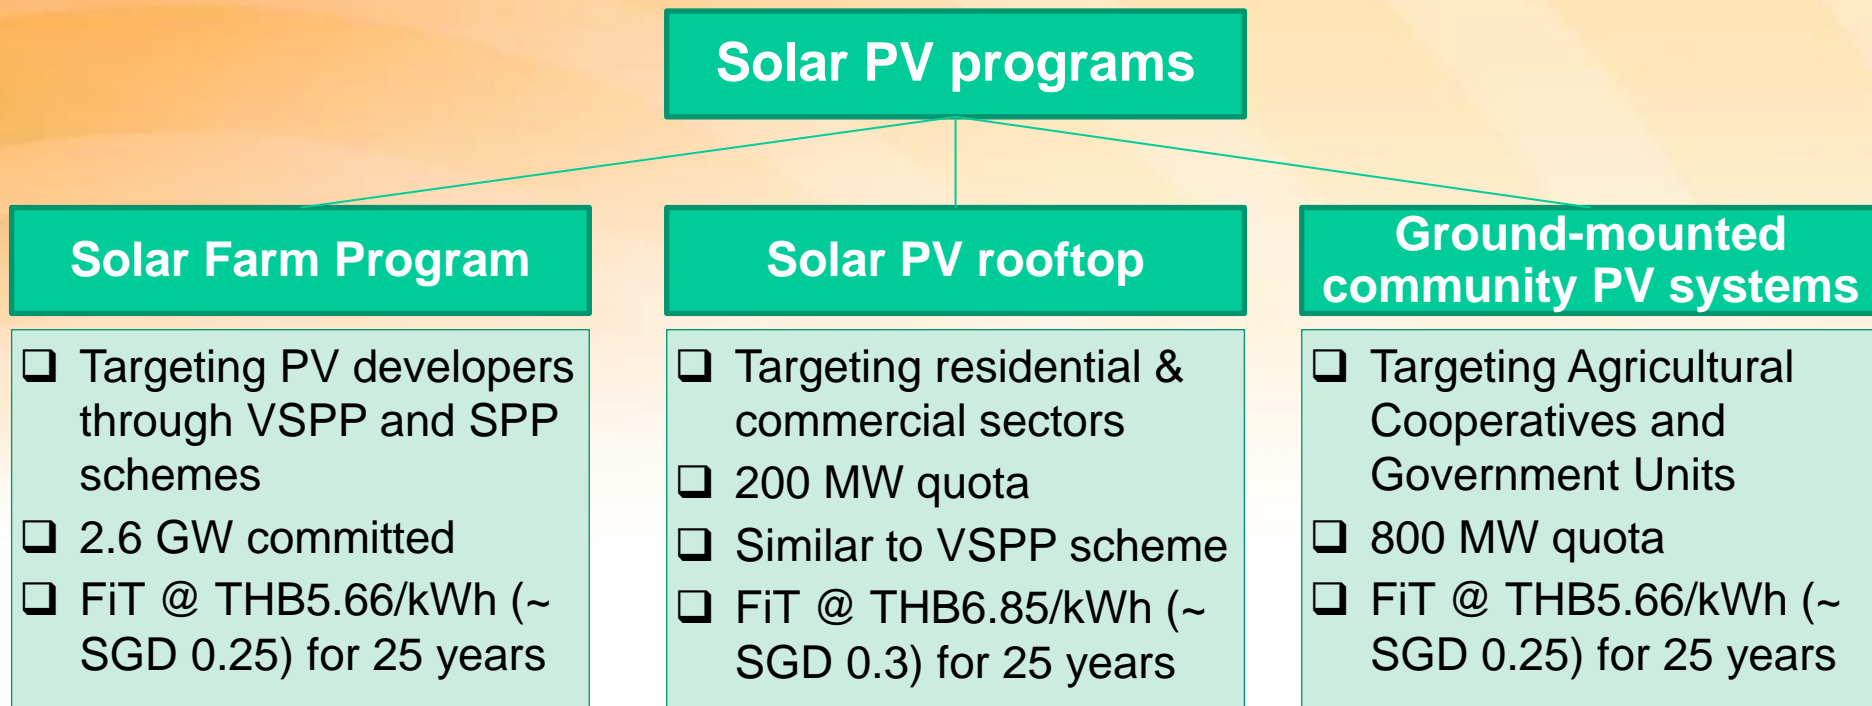 Solar PV programs
Solar Farm Program
❑ Targeting PV developers
through VSPP and SPP
schemes
❑ 2.6 GW committed
❑ FiT @ THB5.66/kWh (~
SGD 0.25) for 25 years
Solar PV rooftop
❑ Targeting residential &
commercial sectors
❑ 200 MW quota
❑ Similar to VSPP scheme
❑ FiT @ THB6.85/kWh (~
SGD 0.3) for 25 years
Ground-mounted
community PV systems
❑ Targeting Agricultural
Cooperatives and
Government Units
❑ 800 MW quota
❑ FiT @ THB5.66/kWh (~
SGD 0.25) for 25 years